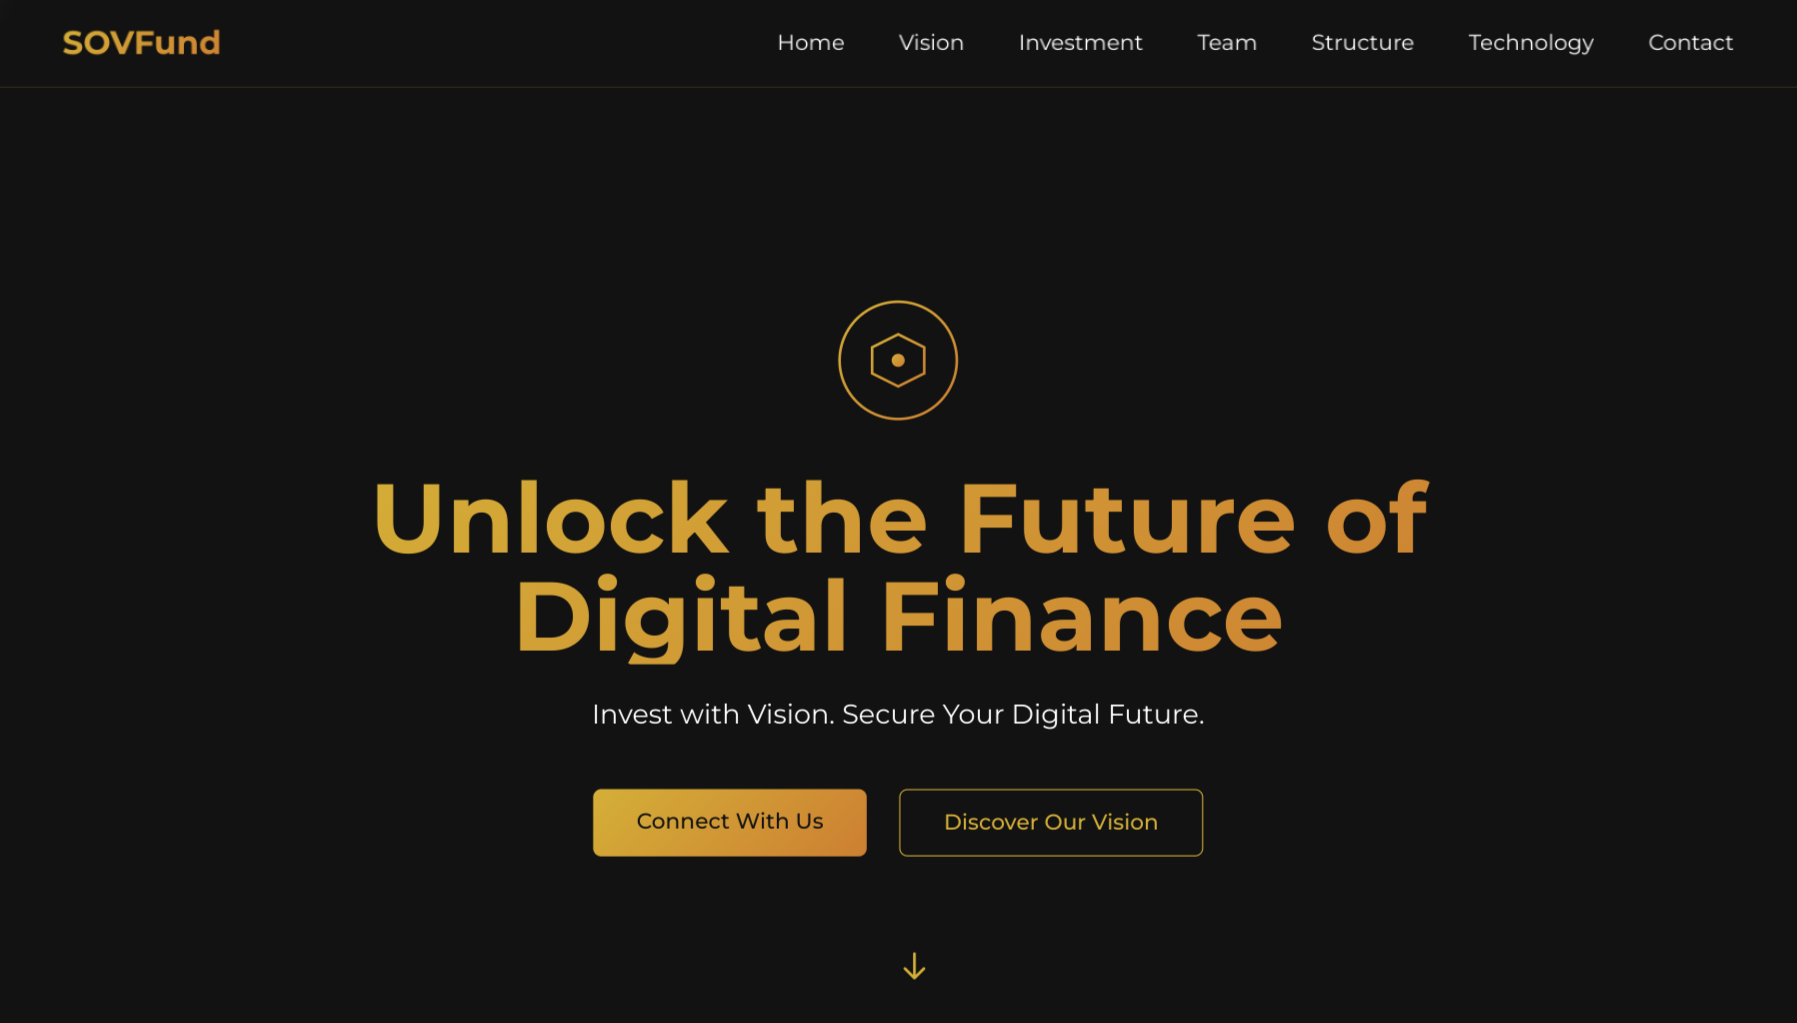 SOVFund
Home Vision Investment Team Structure Technology Contact
Unlock the Future of
Digital Finance
Invest with Vision. Secure Your Digital Future.
Connect With Us
Discover Our Vision